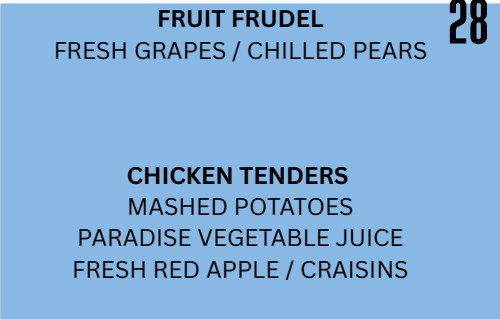 FRUIT FRUDEL
28
FRESH GRAPES / CHILLED PEARS
CHICKEN TENDERS
MASHED POTATOES
PARADISE VEGETABLE JUICE
FRESH RED APPLE / CRAISINS